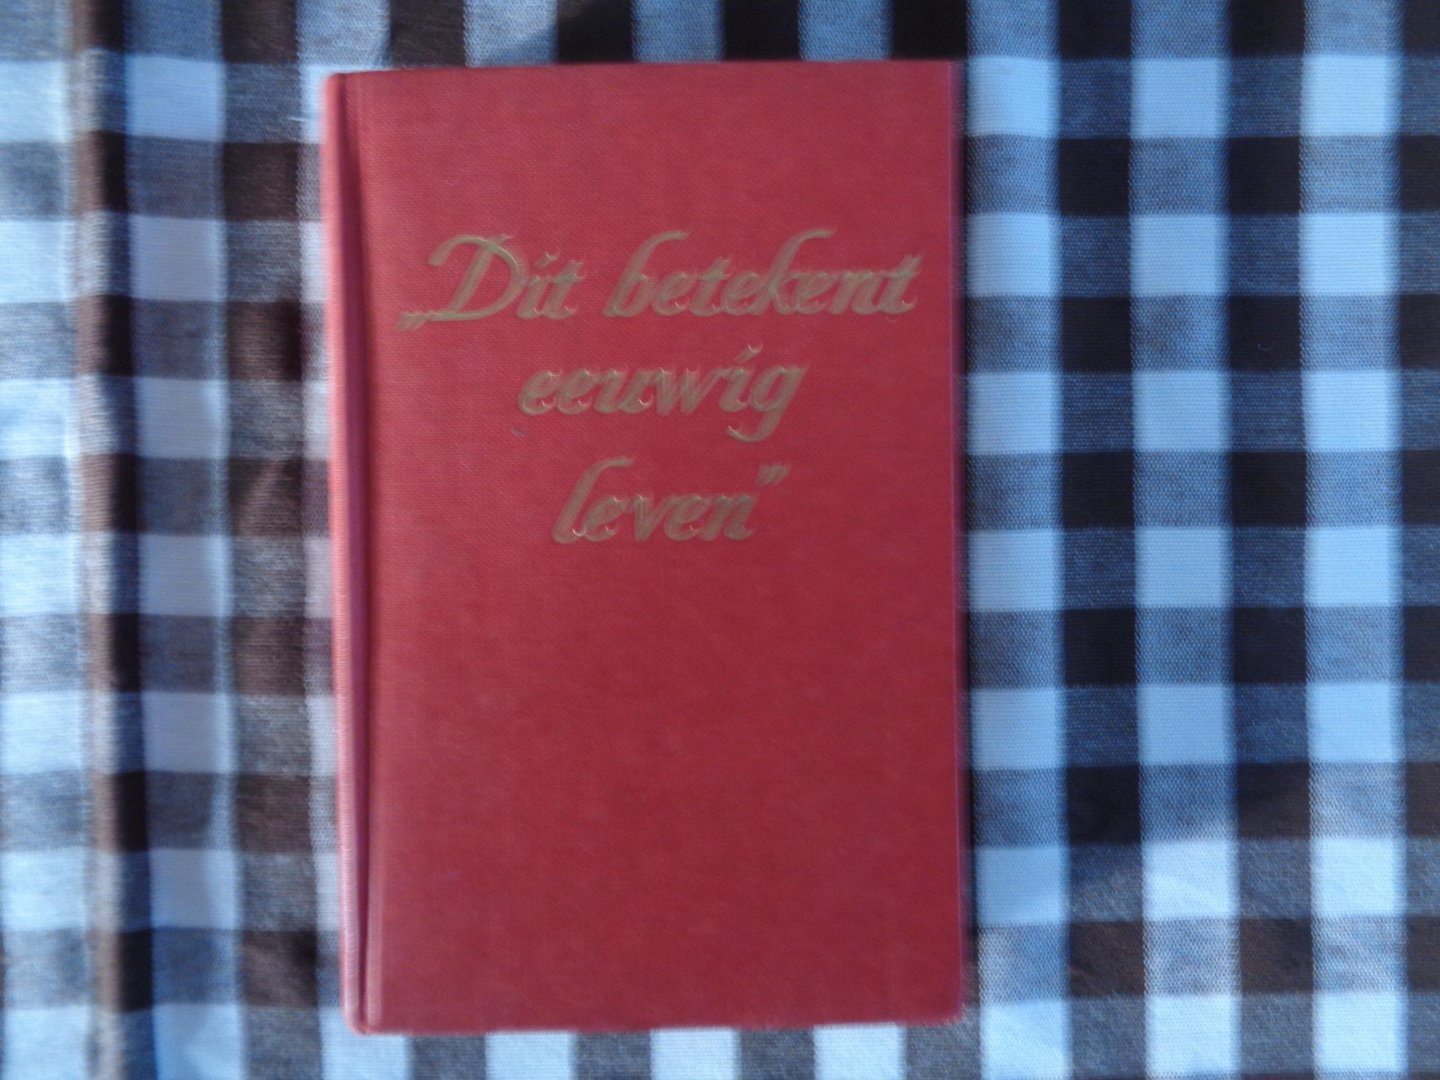 „Dit betekent
eeuwig
leven”